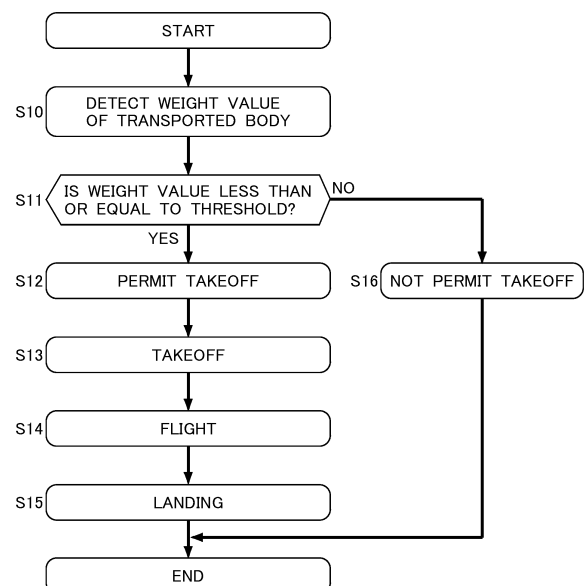 START
S10
DETECT WEIGHT VALUE
OF TRANSPORTED BODY
S11
IS WEIGHT VALUE LESS THAN
OR EQUAL TO THRESHOLD?
NO
YES
S12
PERMIT TAKEOFF
S16
NOT PERMIT TAKEOFF
S13
TAKEOFF
S14
FLIGHT
S15
LANDING
END